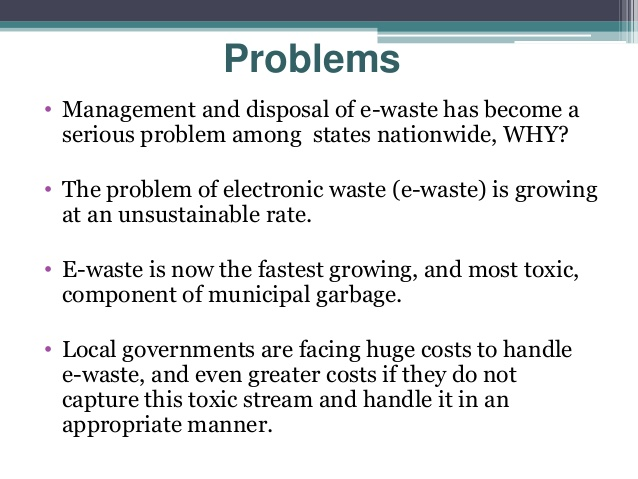 Problems
• Management and disposal of e-waste has become a
serious problem among  states nationwide, WHY?
• The problem of electronic waste (e-waste) is growing
at an unsustainable rate.
• E-waste is now the fastest growing, and most toxic,
component of municipal garbage.
• Local governments are facing huge costs to handle
e-waste, and even greater costs if they do not
capture this toxic stream and handle it in an
appropriate manner.